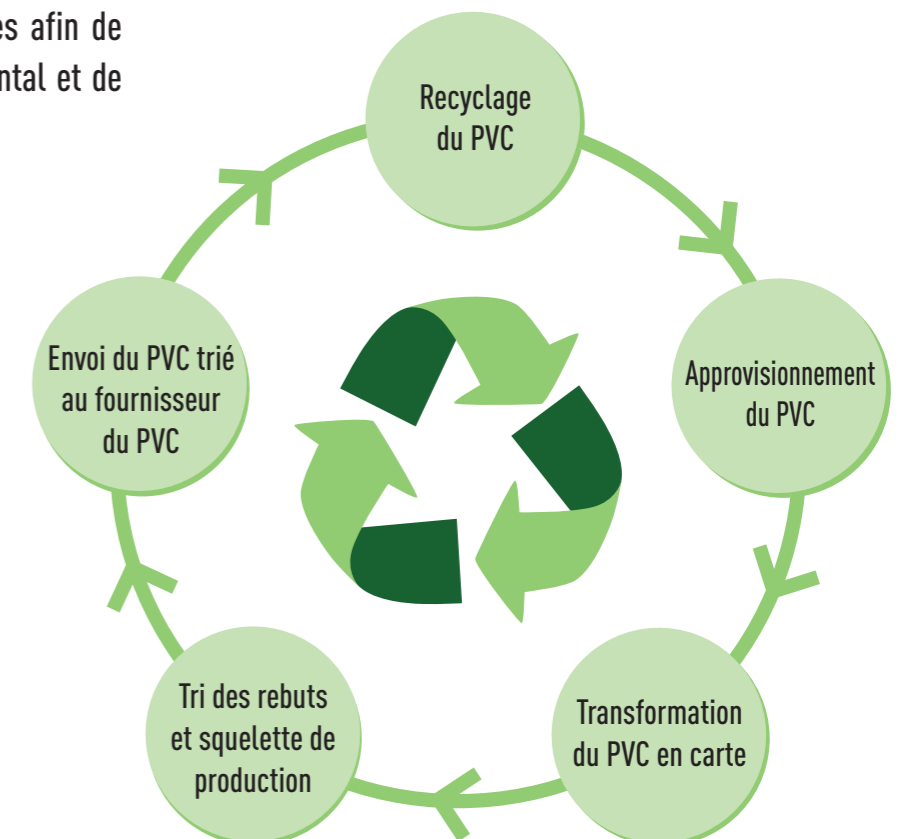 es afin de
ntal et de
Recyclage
du PVC
Approvisionnement
du PVC
Transformation
du PVC en carte
Tri des rebuts
et squelette de
production
Envoi du PVC trié
au fournisseur
du PVC